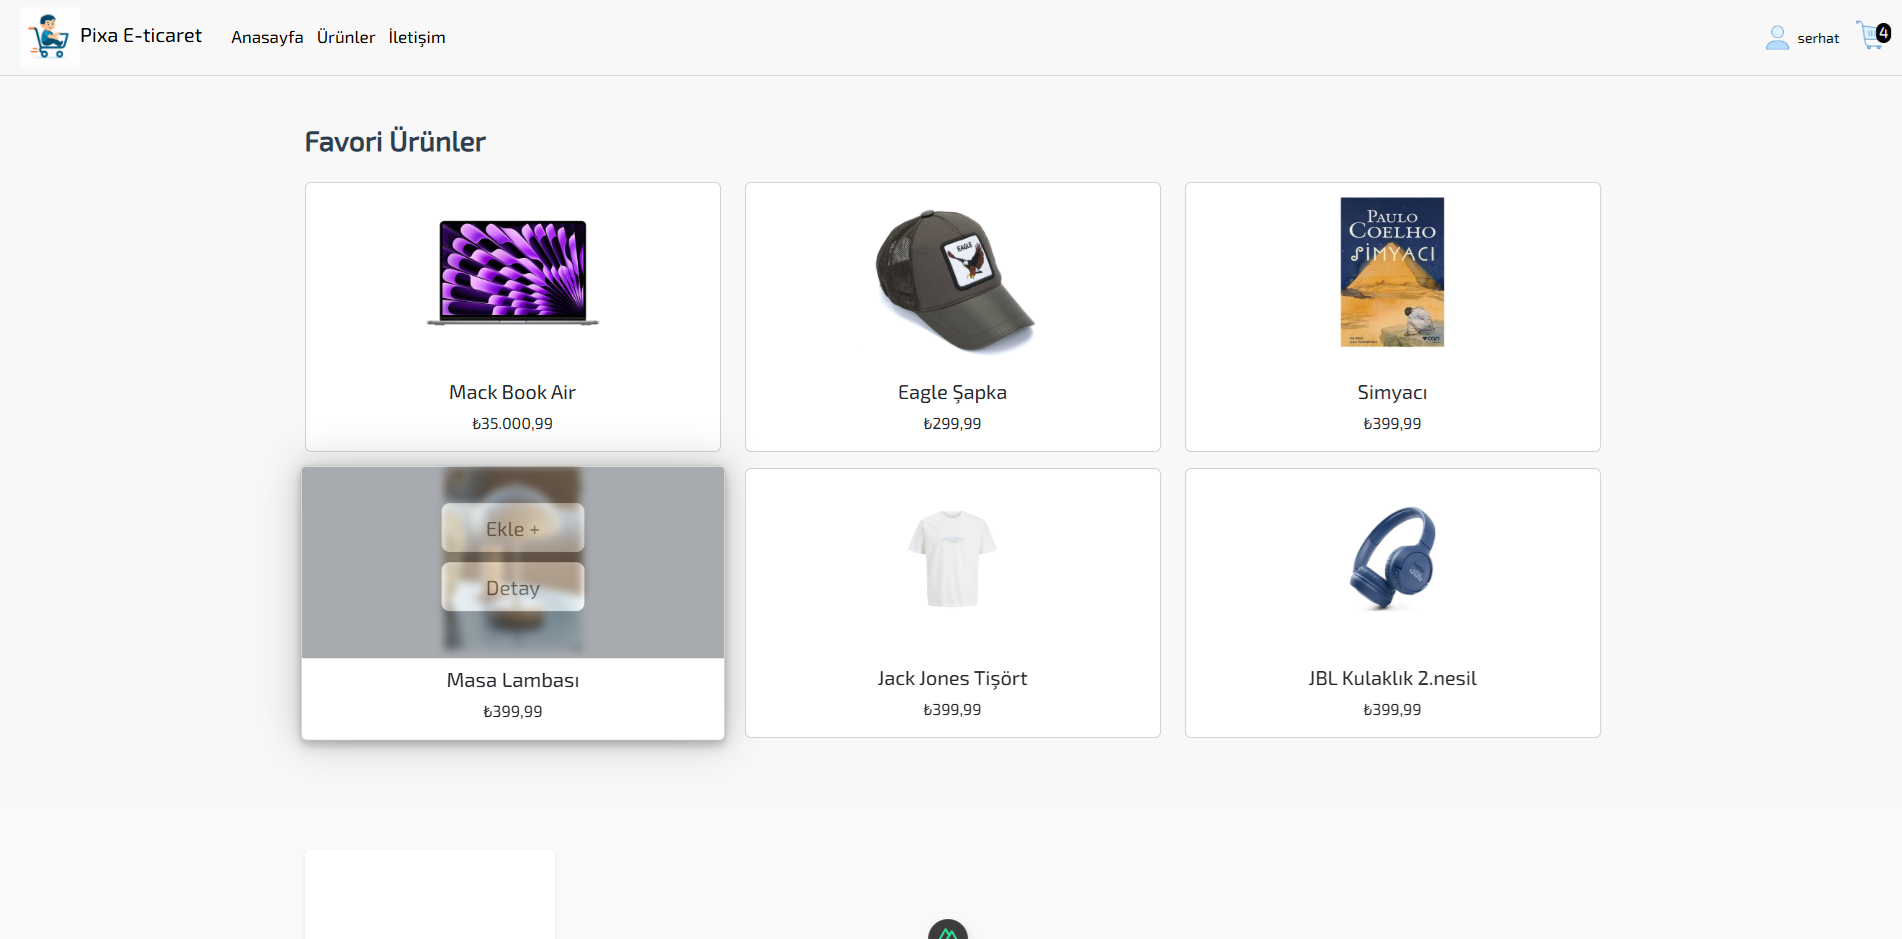 Pixa E-ticaret
Anasayfa
Ürünler
İletişim
serhat
4
Favori Ürünler
Mack Book Air
₺35.000,99
EAGLE
Eagle Şapka
₺299,99
PAULO
COELHO
SİMYACI
can
Simyacı
₺399,99
Ekle +
Detay
Masa Lambası
₺399,99
Jack Jones Tişört
₺399,99
JBL
JBL Kulaklık 2.nesil
₺399,99